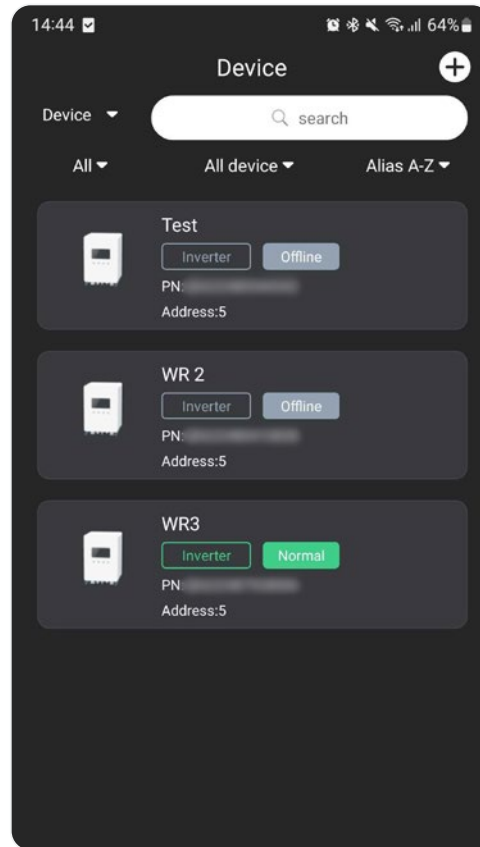 14:44 64%
Device
Device search
All All device Alias A-Z
Test
Inverter Offline
PN:
Address:5
WR 2
Inverter Offline
PN:
Address:5
WR3
Inverter Normal
PN:
Address:5